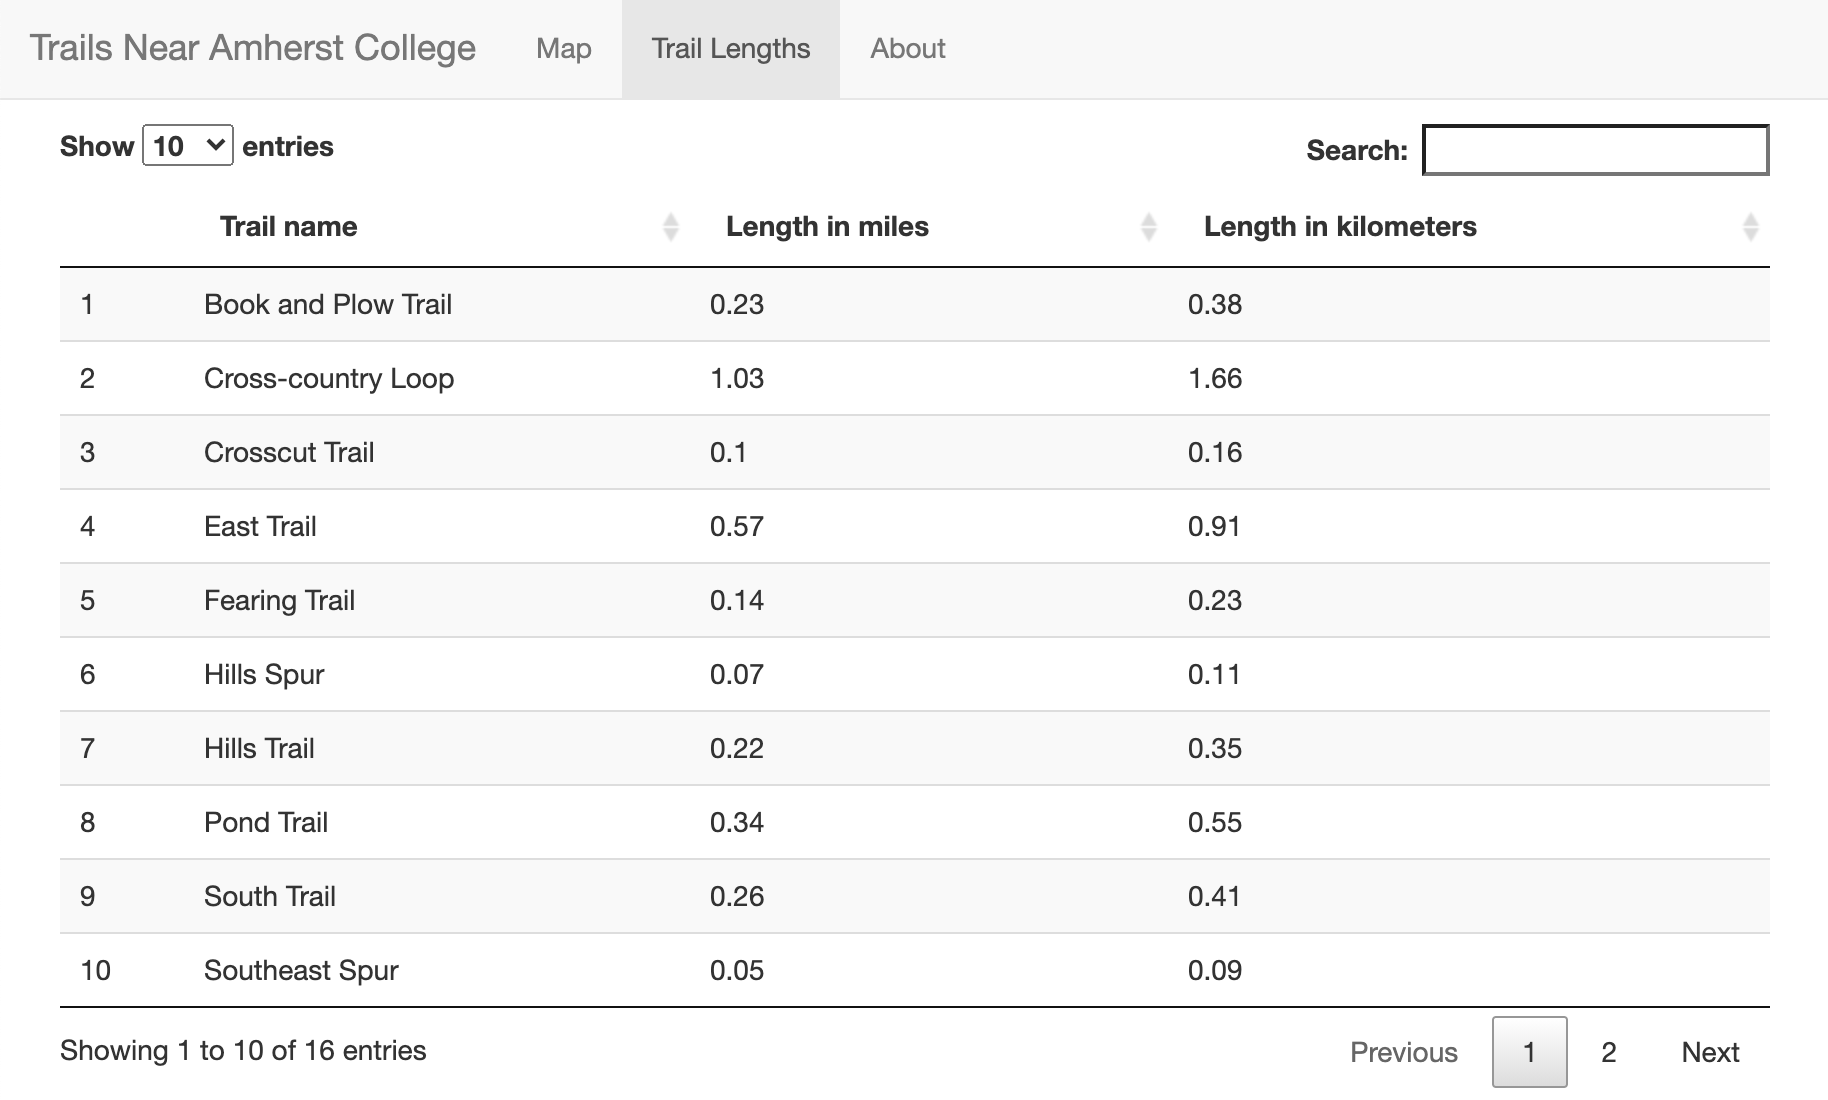 Trails Near Amherst College Map Trail Lengths About
Show 10 entries Search:
Trail name Length in miles Length in kilometers
1 Book and Plow Trail 0.23 0.38
2 Cross-country Loop 1.03 1.66
3 Crosscut Trail 0.1 0.16
4 East Trail 0.57 0.91
5 Fearing Trail 0.14 0.23
6 Hills Spur 0.07 0.11
7 Hills Trail 0.22 0.35
8 Pond Trail 0.34 0.55
9 South Trail 0.26 0.41
10 Southeast Spur 0.05 0.09
Showing 1 to 10 of 16 entries Previous 1 2 Next